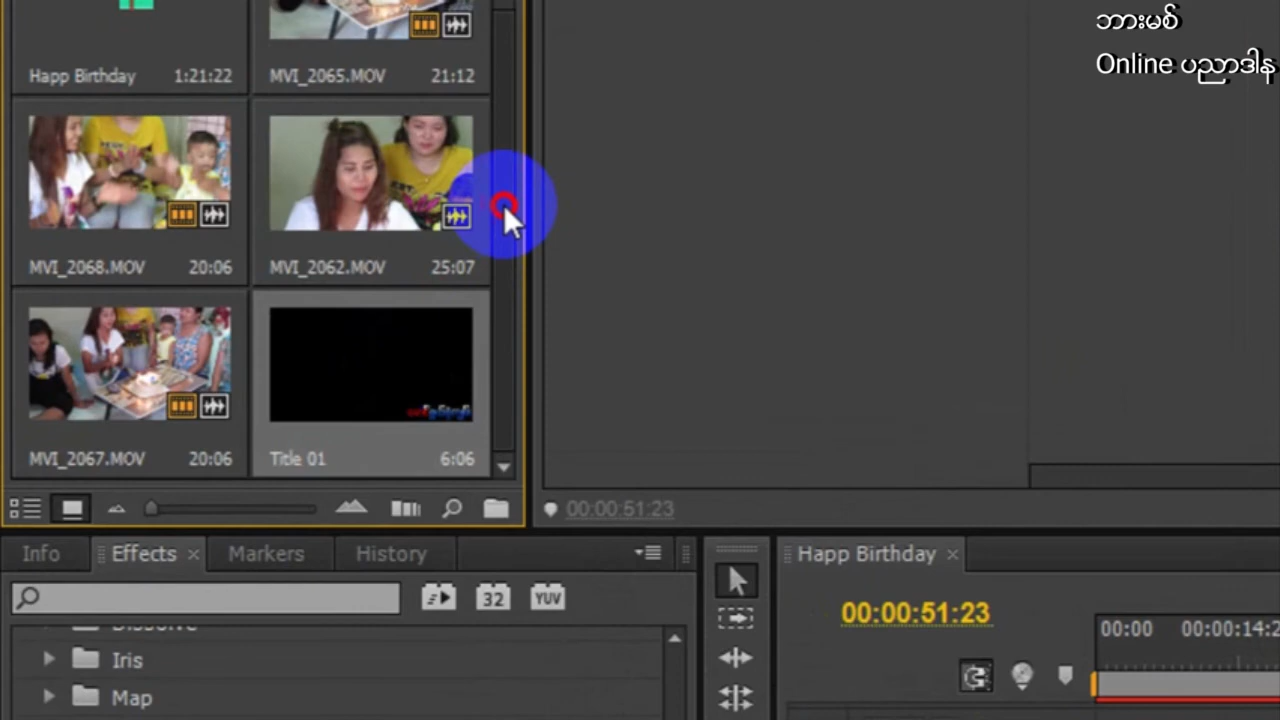 ဘားမစ်
Online ပညာဒါန
Happ Birthday 1:21:22
MVI_2065.MOV 21:12
MVI_2068.MOV 20:06
MVI_2062.MOV 25:07
MVI_2067.MOV 20:06
Title 01 6:06
00:00:51:23
Info
Effects ×
Markers
History
Happ Birthday ×
32
YUV
00:00:51:23
00:00
00:00:14:2
Dissolve
Iris
Map